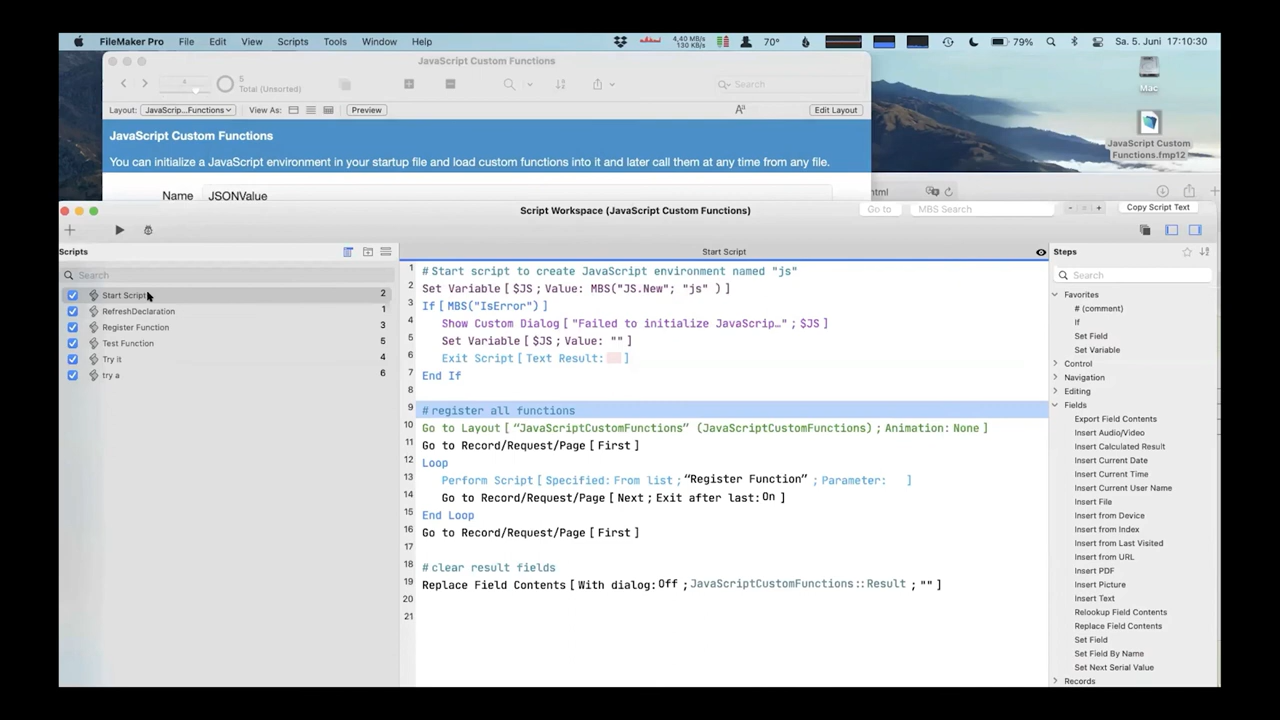 FileMaker Pro File Edit View Scripts Tools Window Help 4,40 MB/s 130 KB/s 70° 79% Sa. 5. Juni 17:10:30
JavaScript Custom Functions
4 5 Total (Unsorted) Search
Layout: JavaScrip...Functions View As: Preview Edit Layout
JavaScript Custom Functions
You can initialize a JavaScript environment in your startup file and load custom functions into it and later call them at any time from any file.
Name JSONValue
Mac
JavaScript Custom
Functions.fmp12
html
Script Workspace (JavaScript Custom Functions) Go to MBS Search - + Copy Script Text
Scripts
Search
Start Script 2
RefreshDeclaration 1
Register Function 3
Test Function 5
Try it 4
try a 6
Start Script
1 # Start script to create JavaScript environment named "js"
2 Set Variable [ $JS ; Value: MBS("JS.New"; "js" ) ]
3 If [ MBS("IsError") ]
4 Show Custom Dialog [ "Failed to initialize JavaScrip…" ; $JS ]
5 Set Variable [ $JS ; Value: "" ]
6 Exit Script [ Text Result: ]
7 End If
8
9 # register all functions
10 Go to Layout [ “JavaScriptCustomFunctions” (JavaScriptCustomFunctions) ; Animation: None ]
11 Go to Record/Request/Page [ First ]
12 Loop
13 Perform Script [ Specified: From list ; “Register Function” ; Parameter: ]
14 Go to Record/Request/Page [ Next ; Exit after last: On ]
15 End Loop
16 Go to Record/Request/Page [ First ]
17
18 # clear result fields
19 Replace Field Contents [ With dialog: Off ; JavaScriptCustomFunctions::Result ; "" ]
20
21
Steps
Search
Favorites
# (comment)
If
Set Field
Set Variable
Control
Navigation
Editing
Fields
Export Field Contents
Insert Audio/Video
Insert Calculated Result
Insert Current Date
Insert Current Time
Insert Current User Name
Insert File
Insert from Device
Insert from Index
Insert from Last Visited
Insert from URL
Insert PDF
Insert Picture
Insert Text
Relookup Field Contents
Replace Field Contents
Set Field
Set Field By Name
Set Next Serial Value
Records